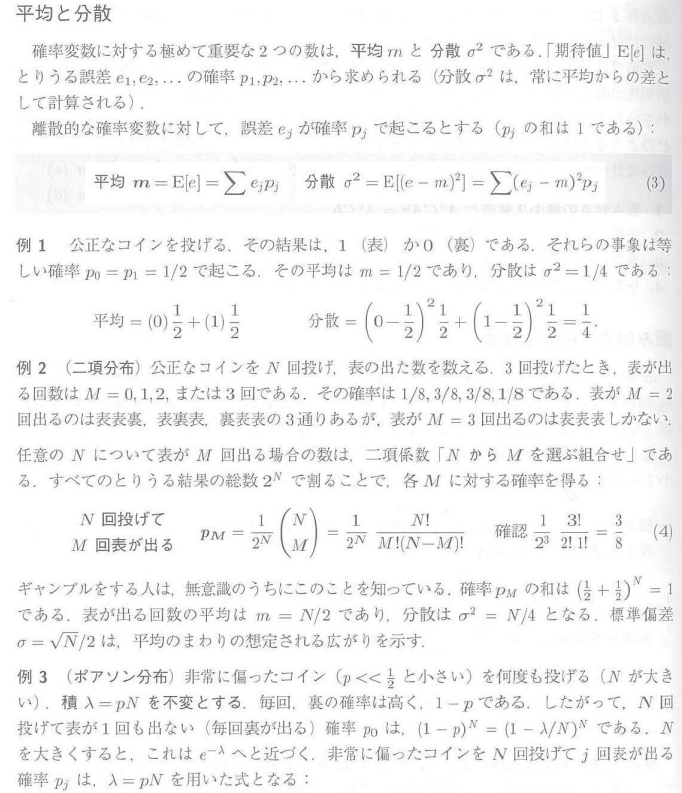 平均と分散
確率変数に対する極めて重要な2つの数は，平均 m と 分散 σ² である.「期待値」E[e] は，
とりうる誤差 e₁, e₂, ... の確率 p₁, p₂, ... から求められる（分散 σ² は，常に平均からの差と
して計算される）．
離散的な確率変数に対して，誤差 eⱼ が確率 pⱼ で起こるとする（pⱼ の和は 1 である）：
平均 m = E[e] = ∑ eⱼpⱼ 分散 σ² = E[(e − m)²] = ∑(eⱼ − m)²pⱼ (3)
例 1 公正なコインを投げる．その結果は，1（表）か 0（裏）である．それらの事象は等
しい確率 p₀ = p₁ = 1/2 で起こる．その平均は m = 1/2 であり，分散は σ² = 1/4 である：
平均 = (0) 1/2 + (1) 1/2 分散 = (0 − 1/2)² 1/2 + (1 − 1/2)² 1/2 = 1/4.
例 2 （二項分布）公正なコインを N 回投げ，表の出た数を数える．3 回投げたとき，表が出
る回数は M = 0, 1, 2, または 3 回である．その確率は 1/8, 3/8, 3/8, 1/8 である．表が M = 2
回出るのは表表裏，表裏表，裏表表の 3 通りあるが，表が M = 3 回出るのは表表表しかない．
任意の N について表が M 回出る場合の数は，二項係数「N から M を選ぶ組合せ」であ
る．すべてのとりうる結果の総数 2ᴺ で割ることで，各 M に対する確率を得る：
N 回投げて
M 回表が出る p_M = 1/2ᴺ (N M) = 1/2ᴺ N!/M!(N−M)! 確認 1/2³ 3!/2! 1! = 3/8 (4)
ギャンブルをする人は，無意識のうちにこのことを知っている．確率 p_M の和は (1/2 + 1/2)ᴺ = 1
である．表が出る回数の平均は m = N/2 であり，分散は σ² = N/4 となる．標準偏差
σ = √N/2 は，平均のまわりの想定される広がりを示す．
例 3 （ポアソン分布）非常に偏ったコイン（p << 1/2 と小さい）を何度も投げる（N が大き
い）．積 λ = pN を不変とする．毎回，裏の確率は高く，1 − p である．したがって，N 回
投げて表が 1 回も出ない（毎回裏が出る）確率 p₀ は，(1 − p)ᴺ = (1 − λ/N)ᴺ である．N
を大きくすると，これは e^−λ へと近づく．非常に偏ったコインを N 回投げて j 回表が出る
確率 pⱼ は，λ = pN を用いた式となる：